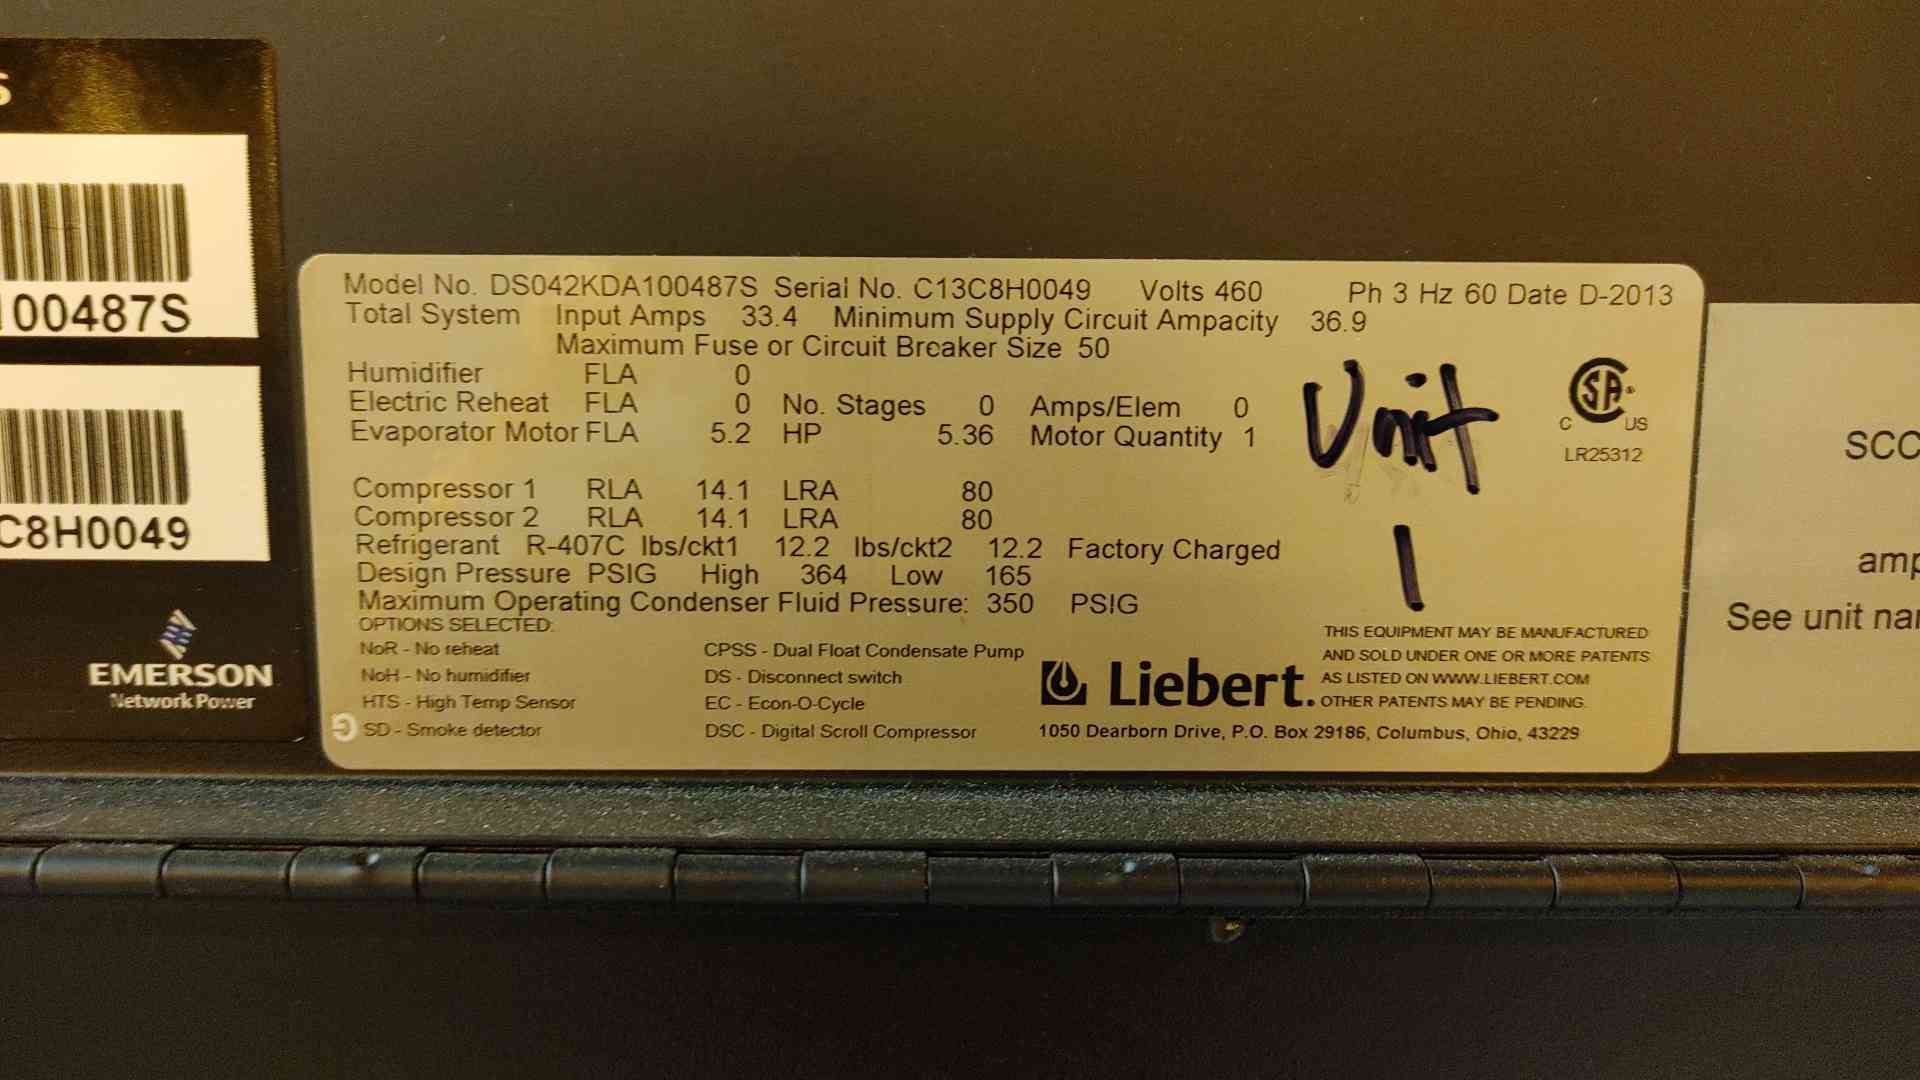 S
100487S
C8H0049
EMERSON
Network Power
Model No. DS042KDA100487S Serial No. C13C8H0049 Volts 460 Ph 3 Hz 60 Date D-2013
Total System Input Amps 33.4 Minimum Supply Circuit Ampacity 36.9
Maximum Fuse or Circuit Breaker Size 50
Humidifier FLA 0
Electric Reheat FLA 0 No. Stages 0 Amps/Elem 0
Evaporator Motor FLA 5.2 HP 5.36 Motor Quantity 1
Compressor 1 RLA 14.1 LRA 80
Compressor 2 RLA 14.1 LRA 80
Refrigerant R-407C lbs/ckt1 12.2 lbs/ckt2 12.2 Factory Charged
Design Pressure PSIG High 364 Low 165
Maximum Operating Condenser Fluid Pressure: 350 PSIG
OPTIONS SELECTED:
NoR - No reheat CPSS - Dual Float Condensate Pump
NoH - No humidifier DS - Disconnect switch
HTS - High Temp Sensor EC - Econ-O-Cycle
SD - Smoke detector DSC - Digital Scroll Compressor
G
Unit
1
CSA®
C US
LR25312
Liebert.
THIS EQUIPMENT MAY BE MANUFACTURED
AND SOLD UNDER ONE OR MORE PATENTS
AS LISTED ON WWW.LIEBERT.COM
OTHER PATENTS MAY BE PENDING.
1050 Dearborn Drive, P.O. Box 29186, Columbus, Ohio, 43229
SCC
amp
See unit na